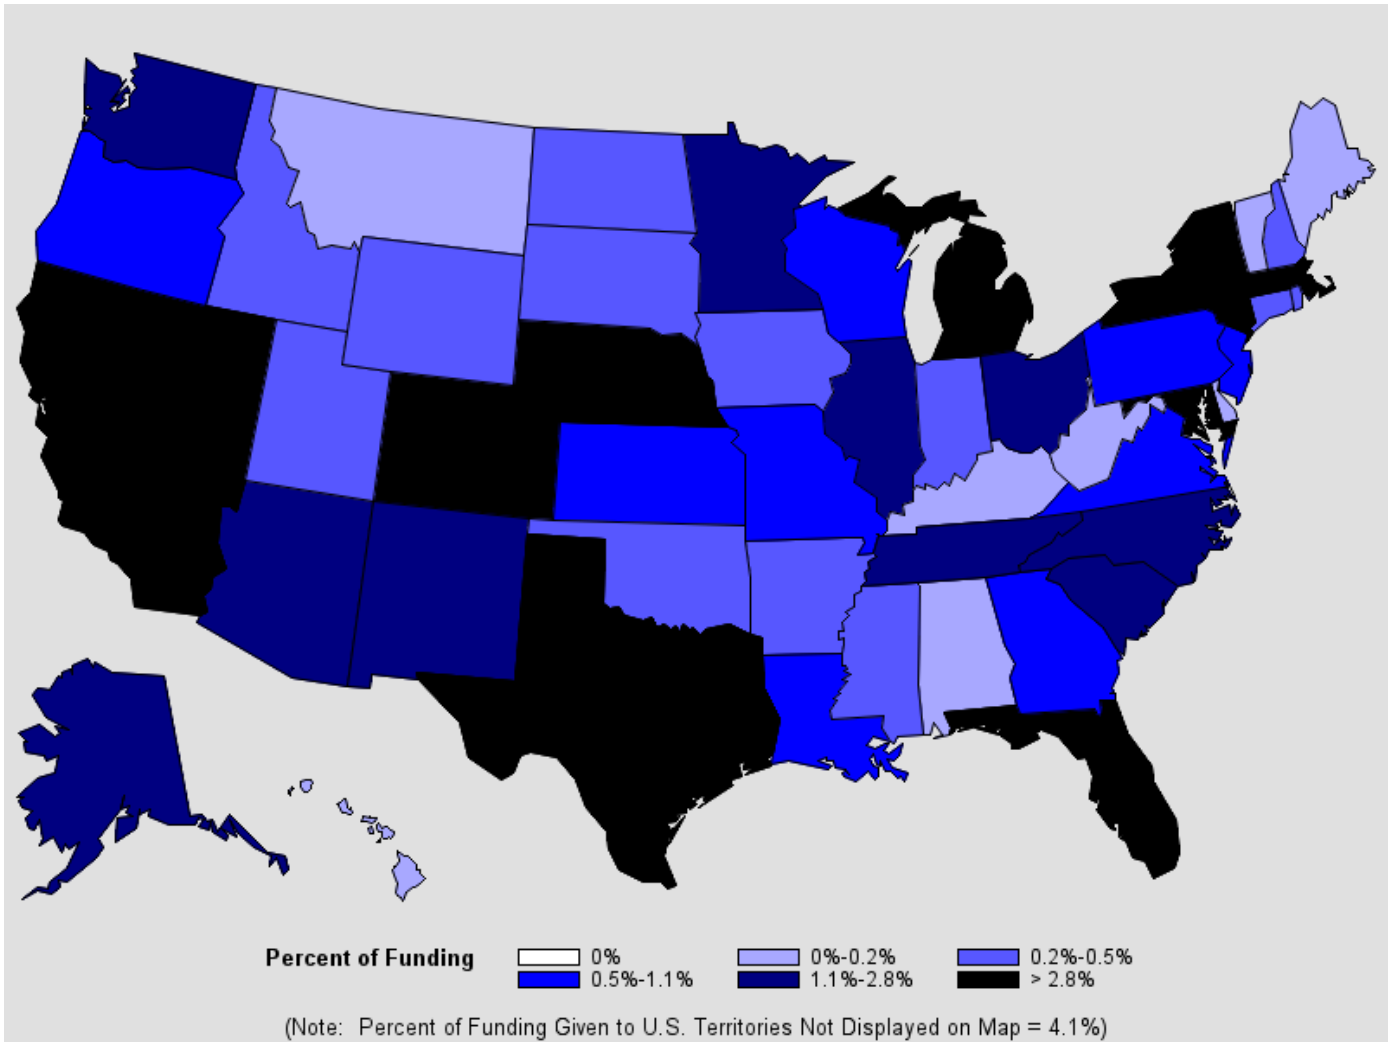 Percent of Funding 0% 0%-0.2% 0.2%-0.5%
0.5%-1.1% 1.1%-2.8% > 2.8%
(Note: Percent of Funding Given to U.S. Territories Not Displayed on Map = 4.1%)